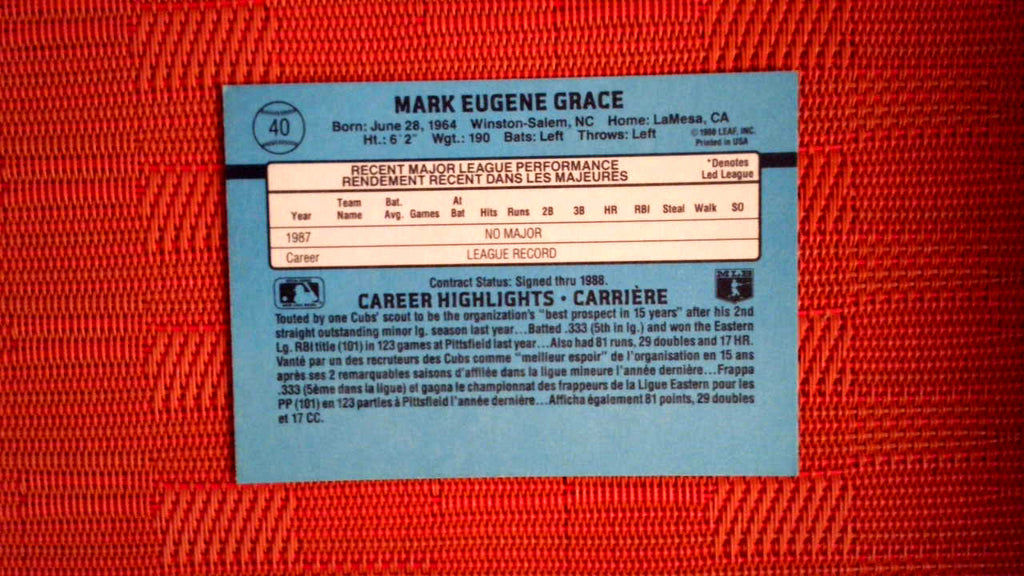 MARK EUGENE GRACE
40
Born: June 28, 1964 Winston-Salem, NC Home: LaMesa, CA
Ht.: 6'2" Wgt.: 190 Bats: Left Throws: Left
© 1988 LEAF, INC.
Printed in USA
RECENT MAJOR LEAGUE PERFORMANCE
RENDEMENT RECENT DANS LES MAJEURES
*Denotes
Led League
Year Team Name Bat. Avg. Games At Bat Hits Runs 2B 3B HR RBI Steal Walk SO
1987 NO MAJOR
Career LEAGUE RECORD
Contract Status: Signed thru 1988.
MLB
CAREER HIGHLIGHTS • CARRIÈRE
Touted by one Cubs' scout to be the organization's "best prospect in 15 years" after his 2nd
straight outstanding minor lg. season last year...Batted .333 (5th in lg.) and won the Eastern
Lg. RBI title (101) in 123 games at Pittsfield last year...Also had 81 runs, 29 doubles and 17 HR.
Vanté par un des recruteurs des Cubs comme "meilleur espoir" de l'organisation en 15 ans
après ses 2 remarquables saisons d'affilée dans la ligue mineure l'année dernière...Frappa
.333 (5ème dans la ligue) et gagna le championnat des frappeurs de la Ligue Eastern pour les
PP (101) en 123 parties à Pittsfield l'année dernière...Afficha également 81 points, 29 doubles
et 17 CC.